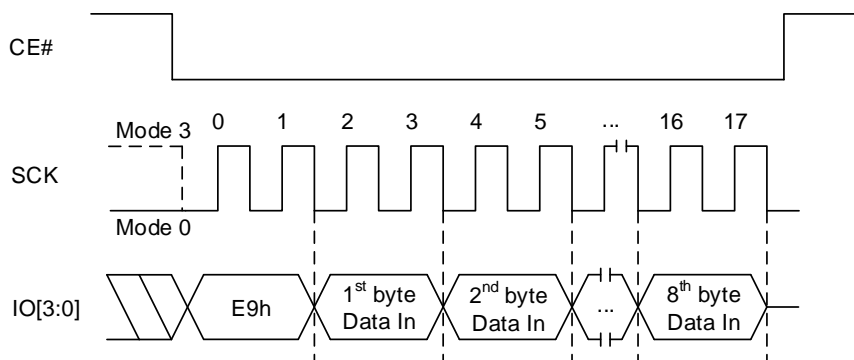 CE#
Mode 3
0 1 2 3 4 5 ... 16 17
SCK
Mode 0
IO[3:0]
E9h
1st byte
Data In
2nd byte
Data In
...
8th byte
Data In